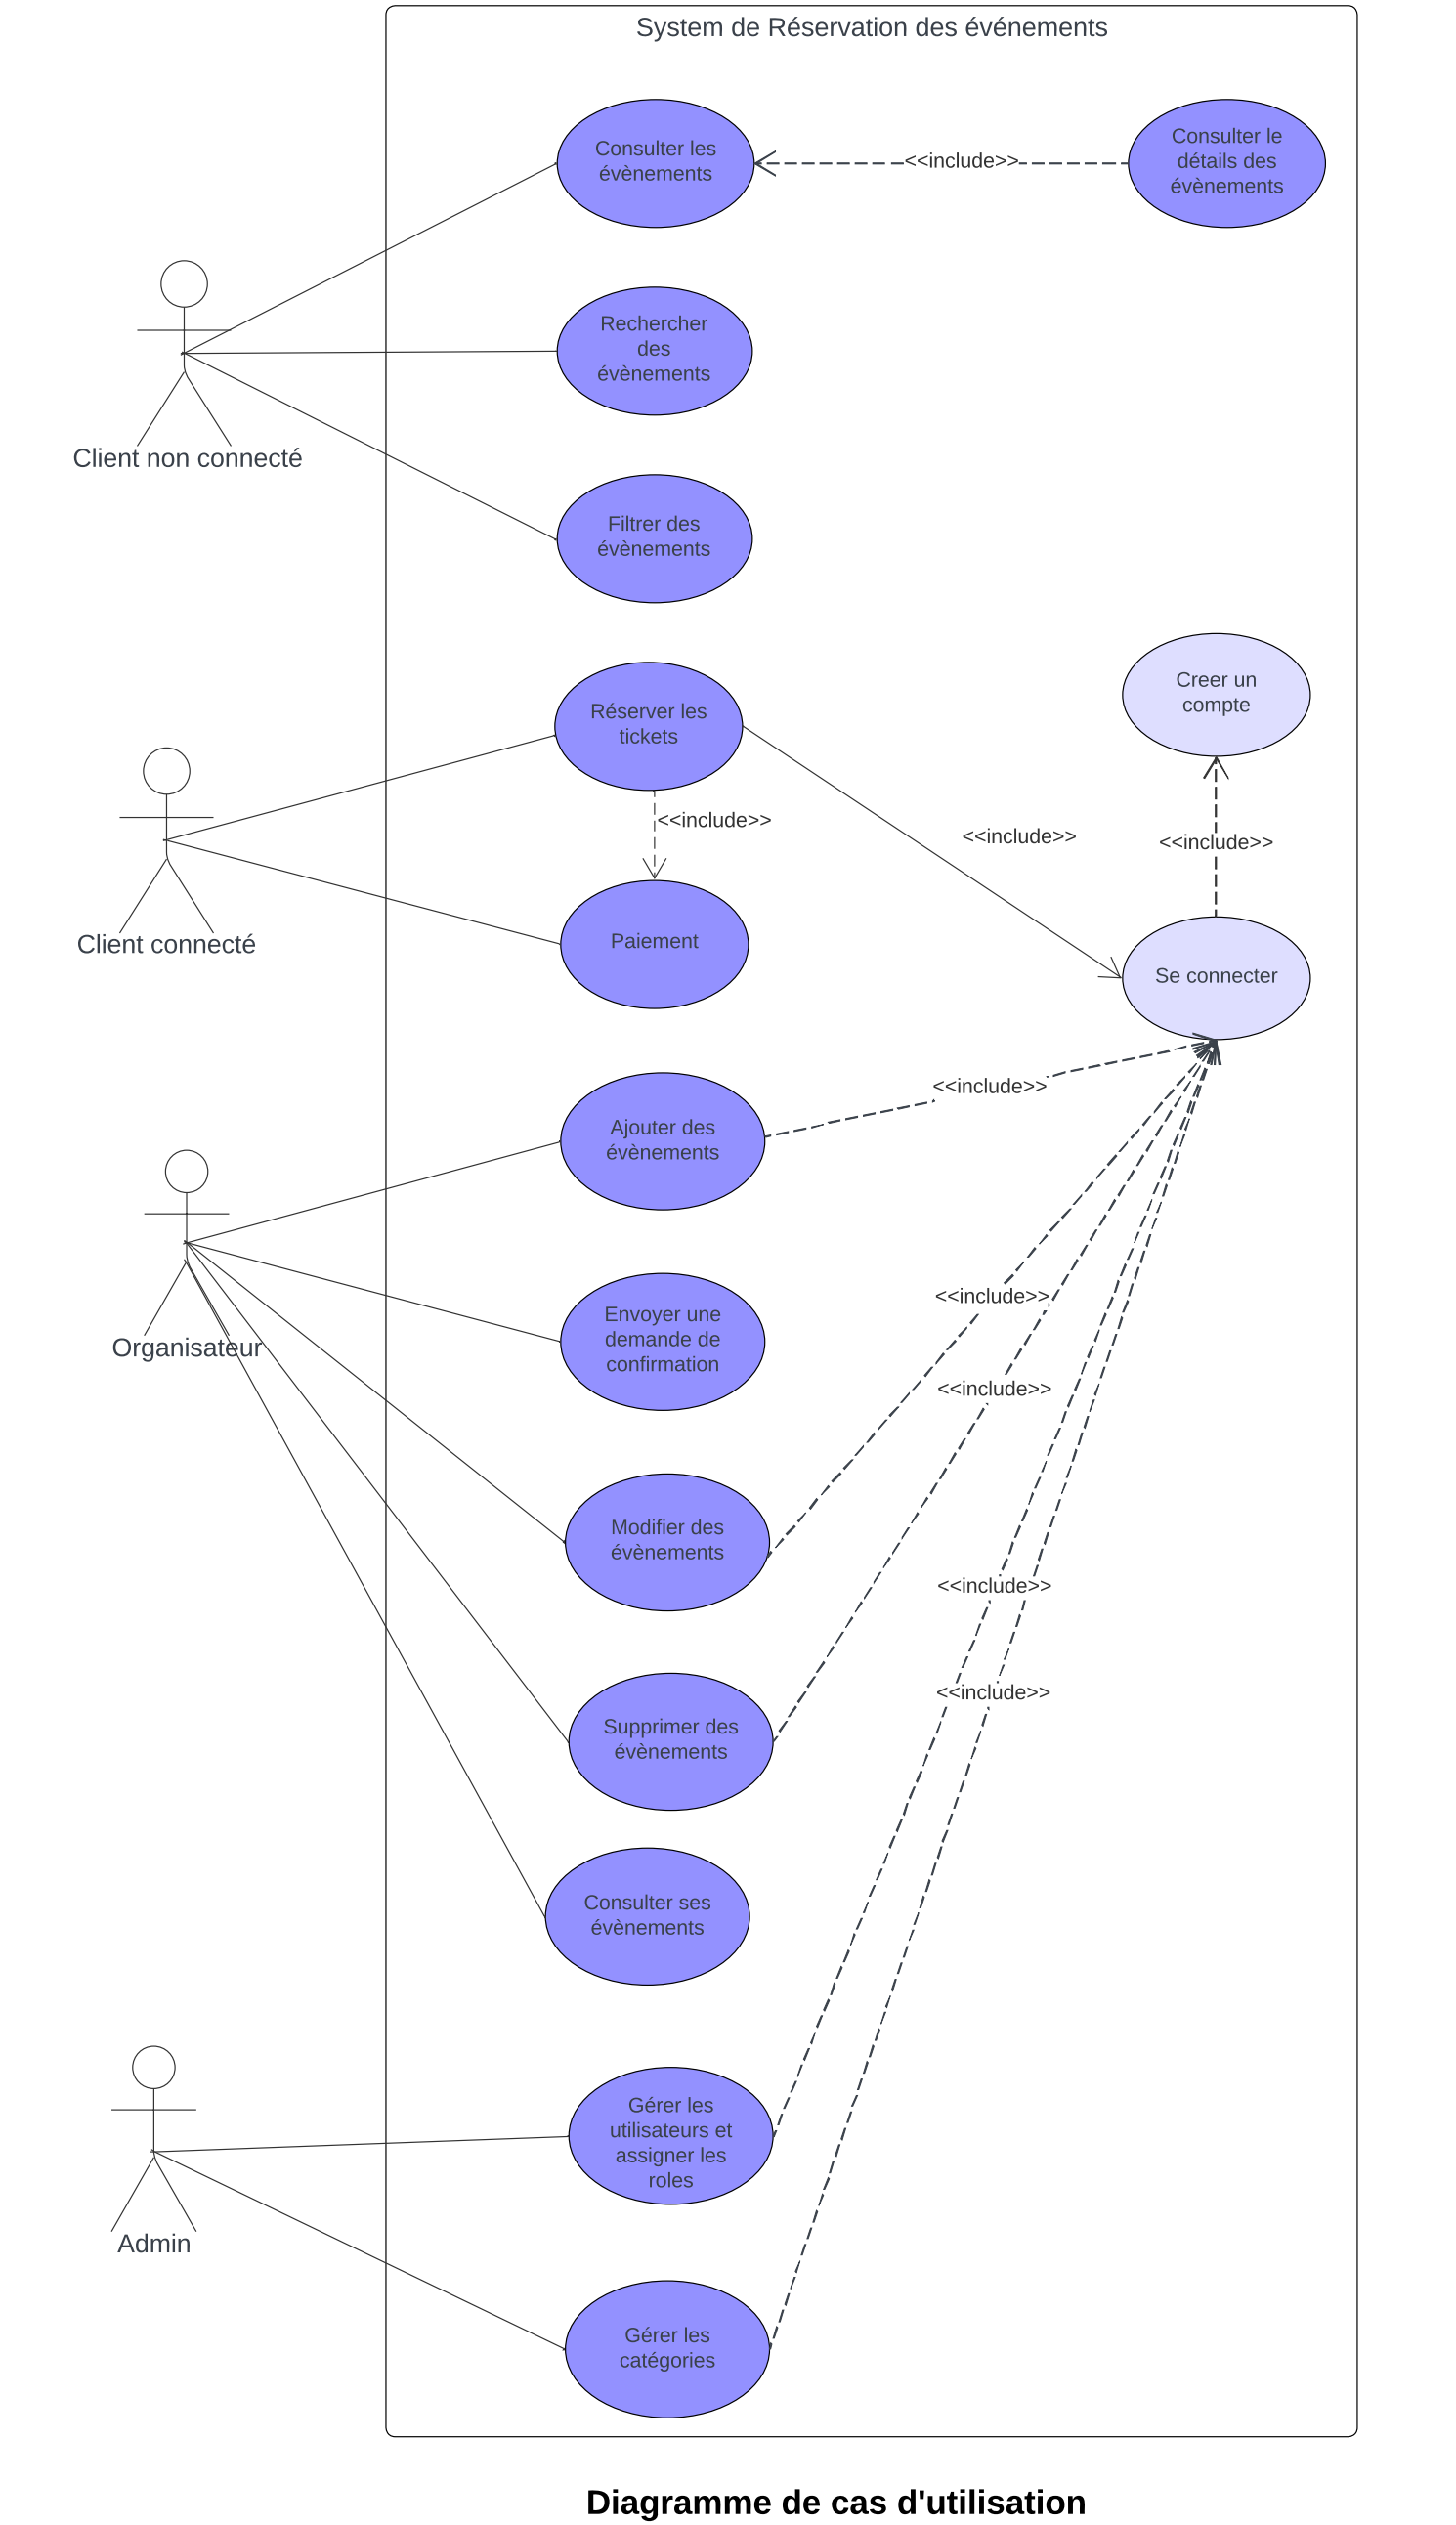 System de Réservation des événements
Consulter les
évènements
<<include>>
Consulter le
détails des
évènements
Client non connecté
Rechercher
des
évènements
Filtrer des
évènements
Réserver les
tickets
Creer un
compte
<<include>>
<<include>>
<<include>>
Client connecté
Paiement
Se connecter
<<include>>
Ajouter des
évènements
Organisateur
Envoyer une
demande de
confirmation
<<include>>
<<include>>
Modifier des
évènements
<<include>>
<<include>>
Supprimer des
évènements
Consulter ses
évènements
Admin
Gérer les
utilisateurs et
assigner les
roles
Gérer les
catégories
Diagramme de cas d'utilisation